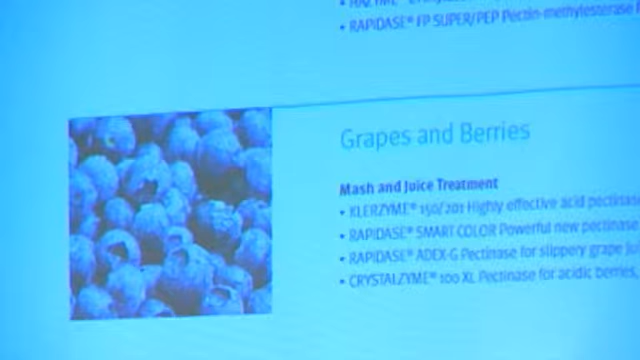 • RAPIDASE® FP SUPER/PEP Pectin-methylesterase
Grapes and Berries
Mash and Juice Treatment
• KLERZYME® 150/201 Highly effective acid pectinase
• RAPIDASE® SMART COLOR Powerful new pectinase
• RAPIDASE® ADEX-G Pectinase for slippery grape
• CRYSTALZYME® 100 XL Pectinase for acidic berries,